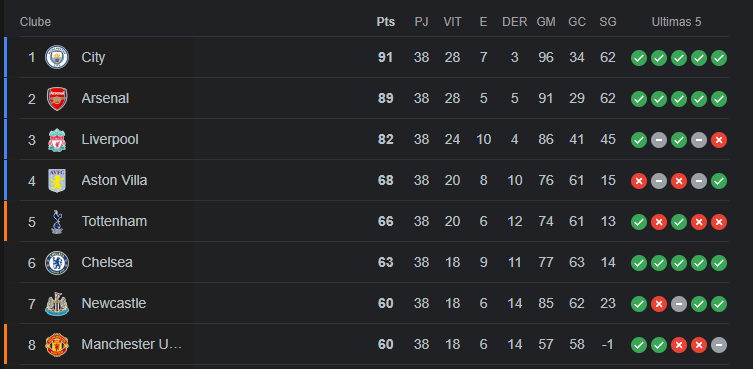 Clube Pts PJ VIT E DER GM GC SG Ultimas 5
1 City 91 38 28 7 3 96 34 62
2 Arsenal 89 38 28 5 5 91 29 62
3 Liverpool 82 38 24 10 4 86 41 45
4 Aston Villa 68 38 20 8 10 76 61 15
5 Tottenham 66 38 20 6 12 74 61 13
6 Chelsea 63 38 18 9 11 77 63 14
7 Newcastle 60 38 18 6 14 85 62 23
8 Manchester U... 60 38 18 6 14 57 58 -1